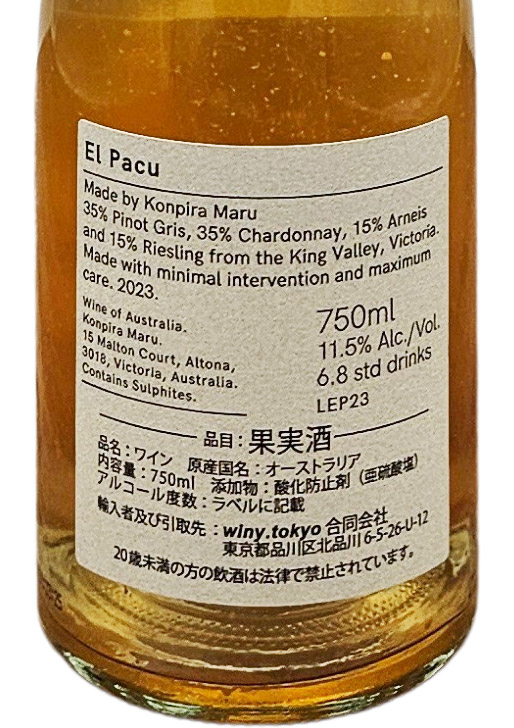 El Pacu
Made by Konpira Maru
35% Pinot Gris, 35% Chardonnay, 15% Arneis
and 15% Riesling from the King Valley, Victoria.
Made with minimal intervention and maximum
care. 2023.
Wine of Australia.
Konpira Maru.
15 Malton Court, Altona,
3018, Victoria, Australia.
Contains Sulphites.
750ml
11.5% Alc./Vol.
6.8 std drinks
LEP23
品目：果実酒
品名：ワイン 原産国名：オーストラリア
内容量：750ml 添加物：酸化防止剤（亜硫酸塩）
アルコール度数：ラベルに記載
輸入者及び引取先：winy.tokyo 合同会社
東京都品川区北品川 6-5-26-U-12
20歳未満の方の飲酒は法律で禁止されています。